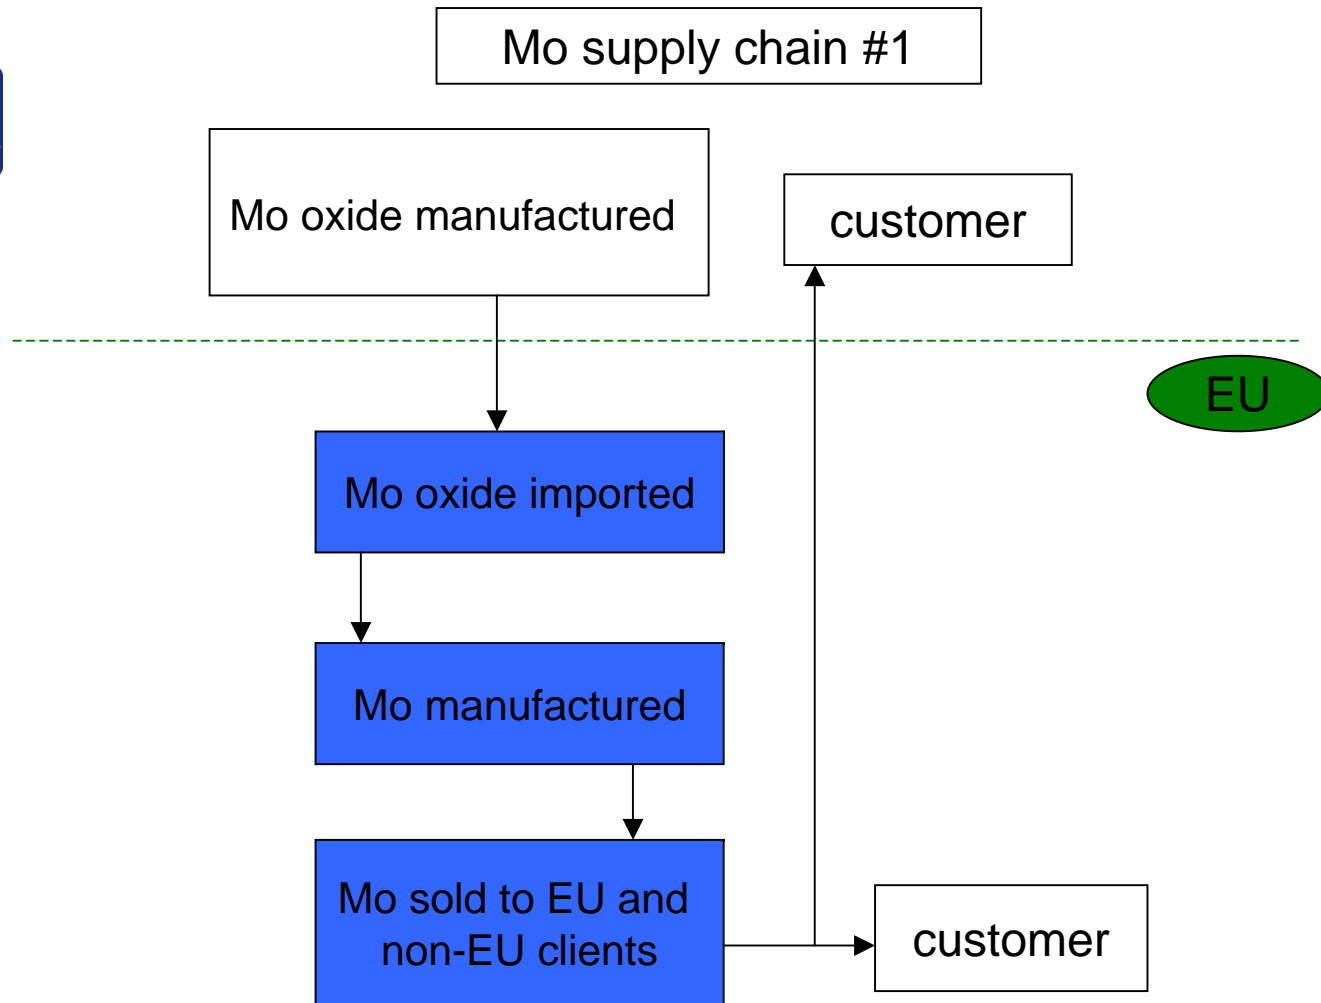 Mo supply chain #1
Mo oxide manufactured
customer
EU
Mo oxide imported
Mo manufactured
Mo sold to EU and
non-EU clients
customer